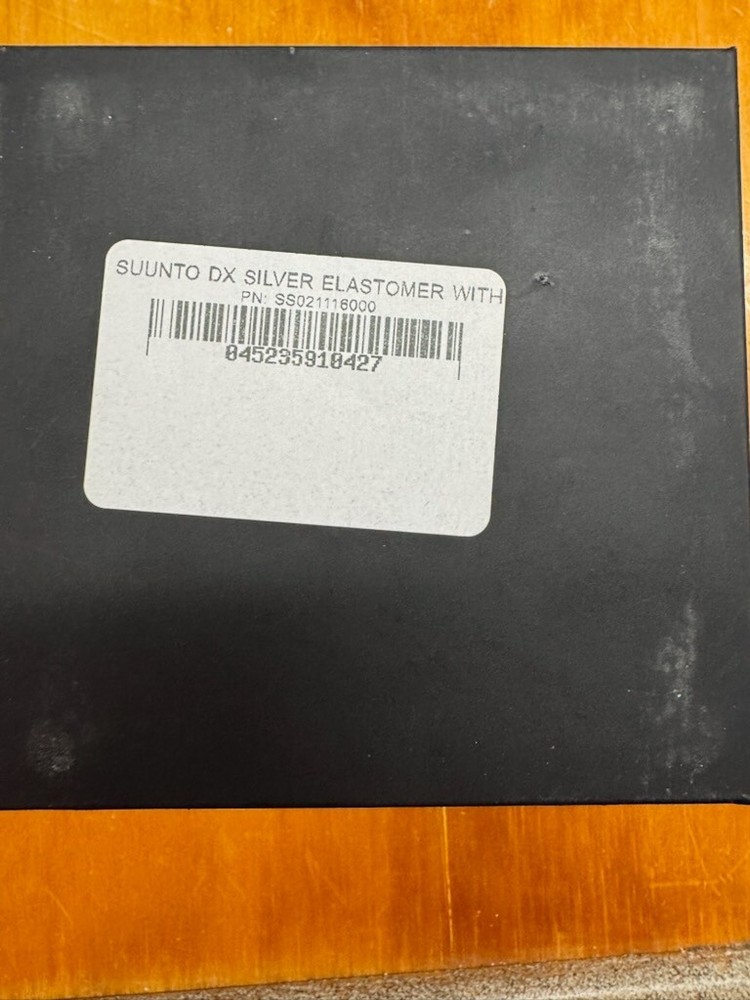 SUUNTO DX SILVER ELASTOMER WITH
PN: SS021116000
045235910427